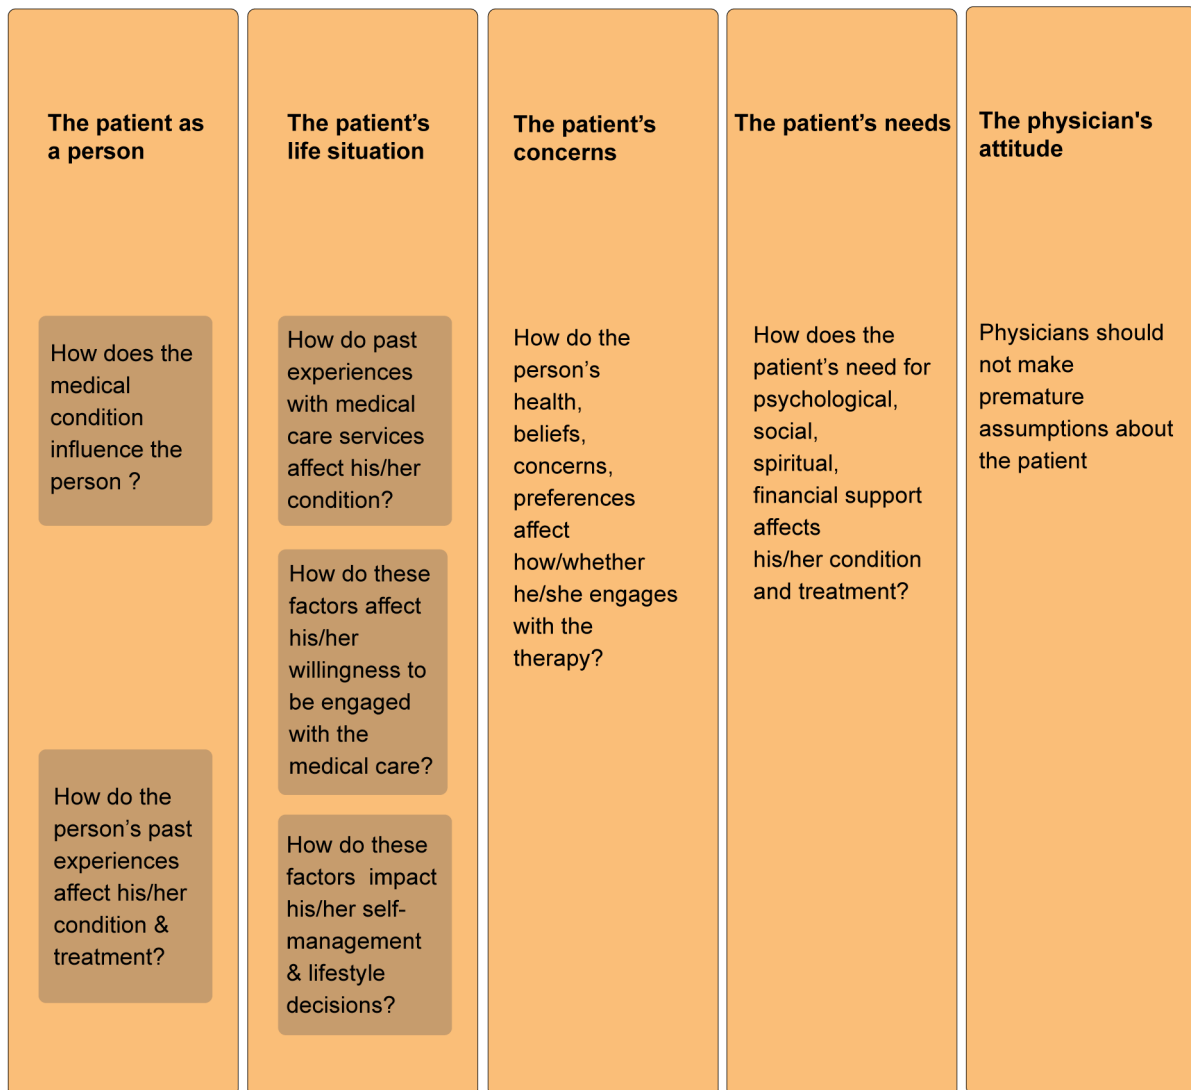 The patient as
a person
How does the
medical
condition
influence the
person ?
How do the
person’s past
experiences
affect his/her
condition &
treatment?
The patient’s
life situation
How do past
experiences
with medical
care services
affect his/her
condition?
How do these
factors affect
his/her
willingness to
be engaged
with the
medical care?
How do these
factors  impact
his/her self-
management
& lifestyle
decisions?
The patient’s
concerns
How do the
person’s
health,
beliefs,
concerns,
preferences
affect
how/whether
he/she engages
with the
therapy?
The patient’s needs
How does the
patient’s need for
psychological,
social,
spiritual,
financial support
affects
his/her condition
and treatment?
The physician's
attitude
Physicians should
not make
premature
assumptions about
the patient